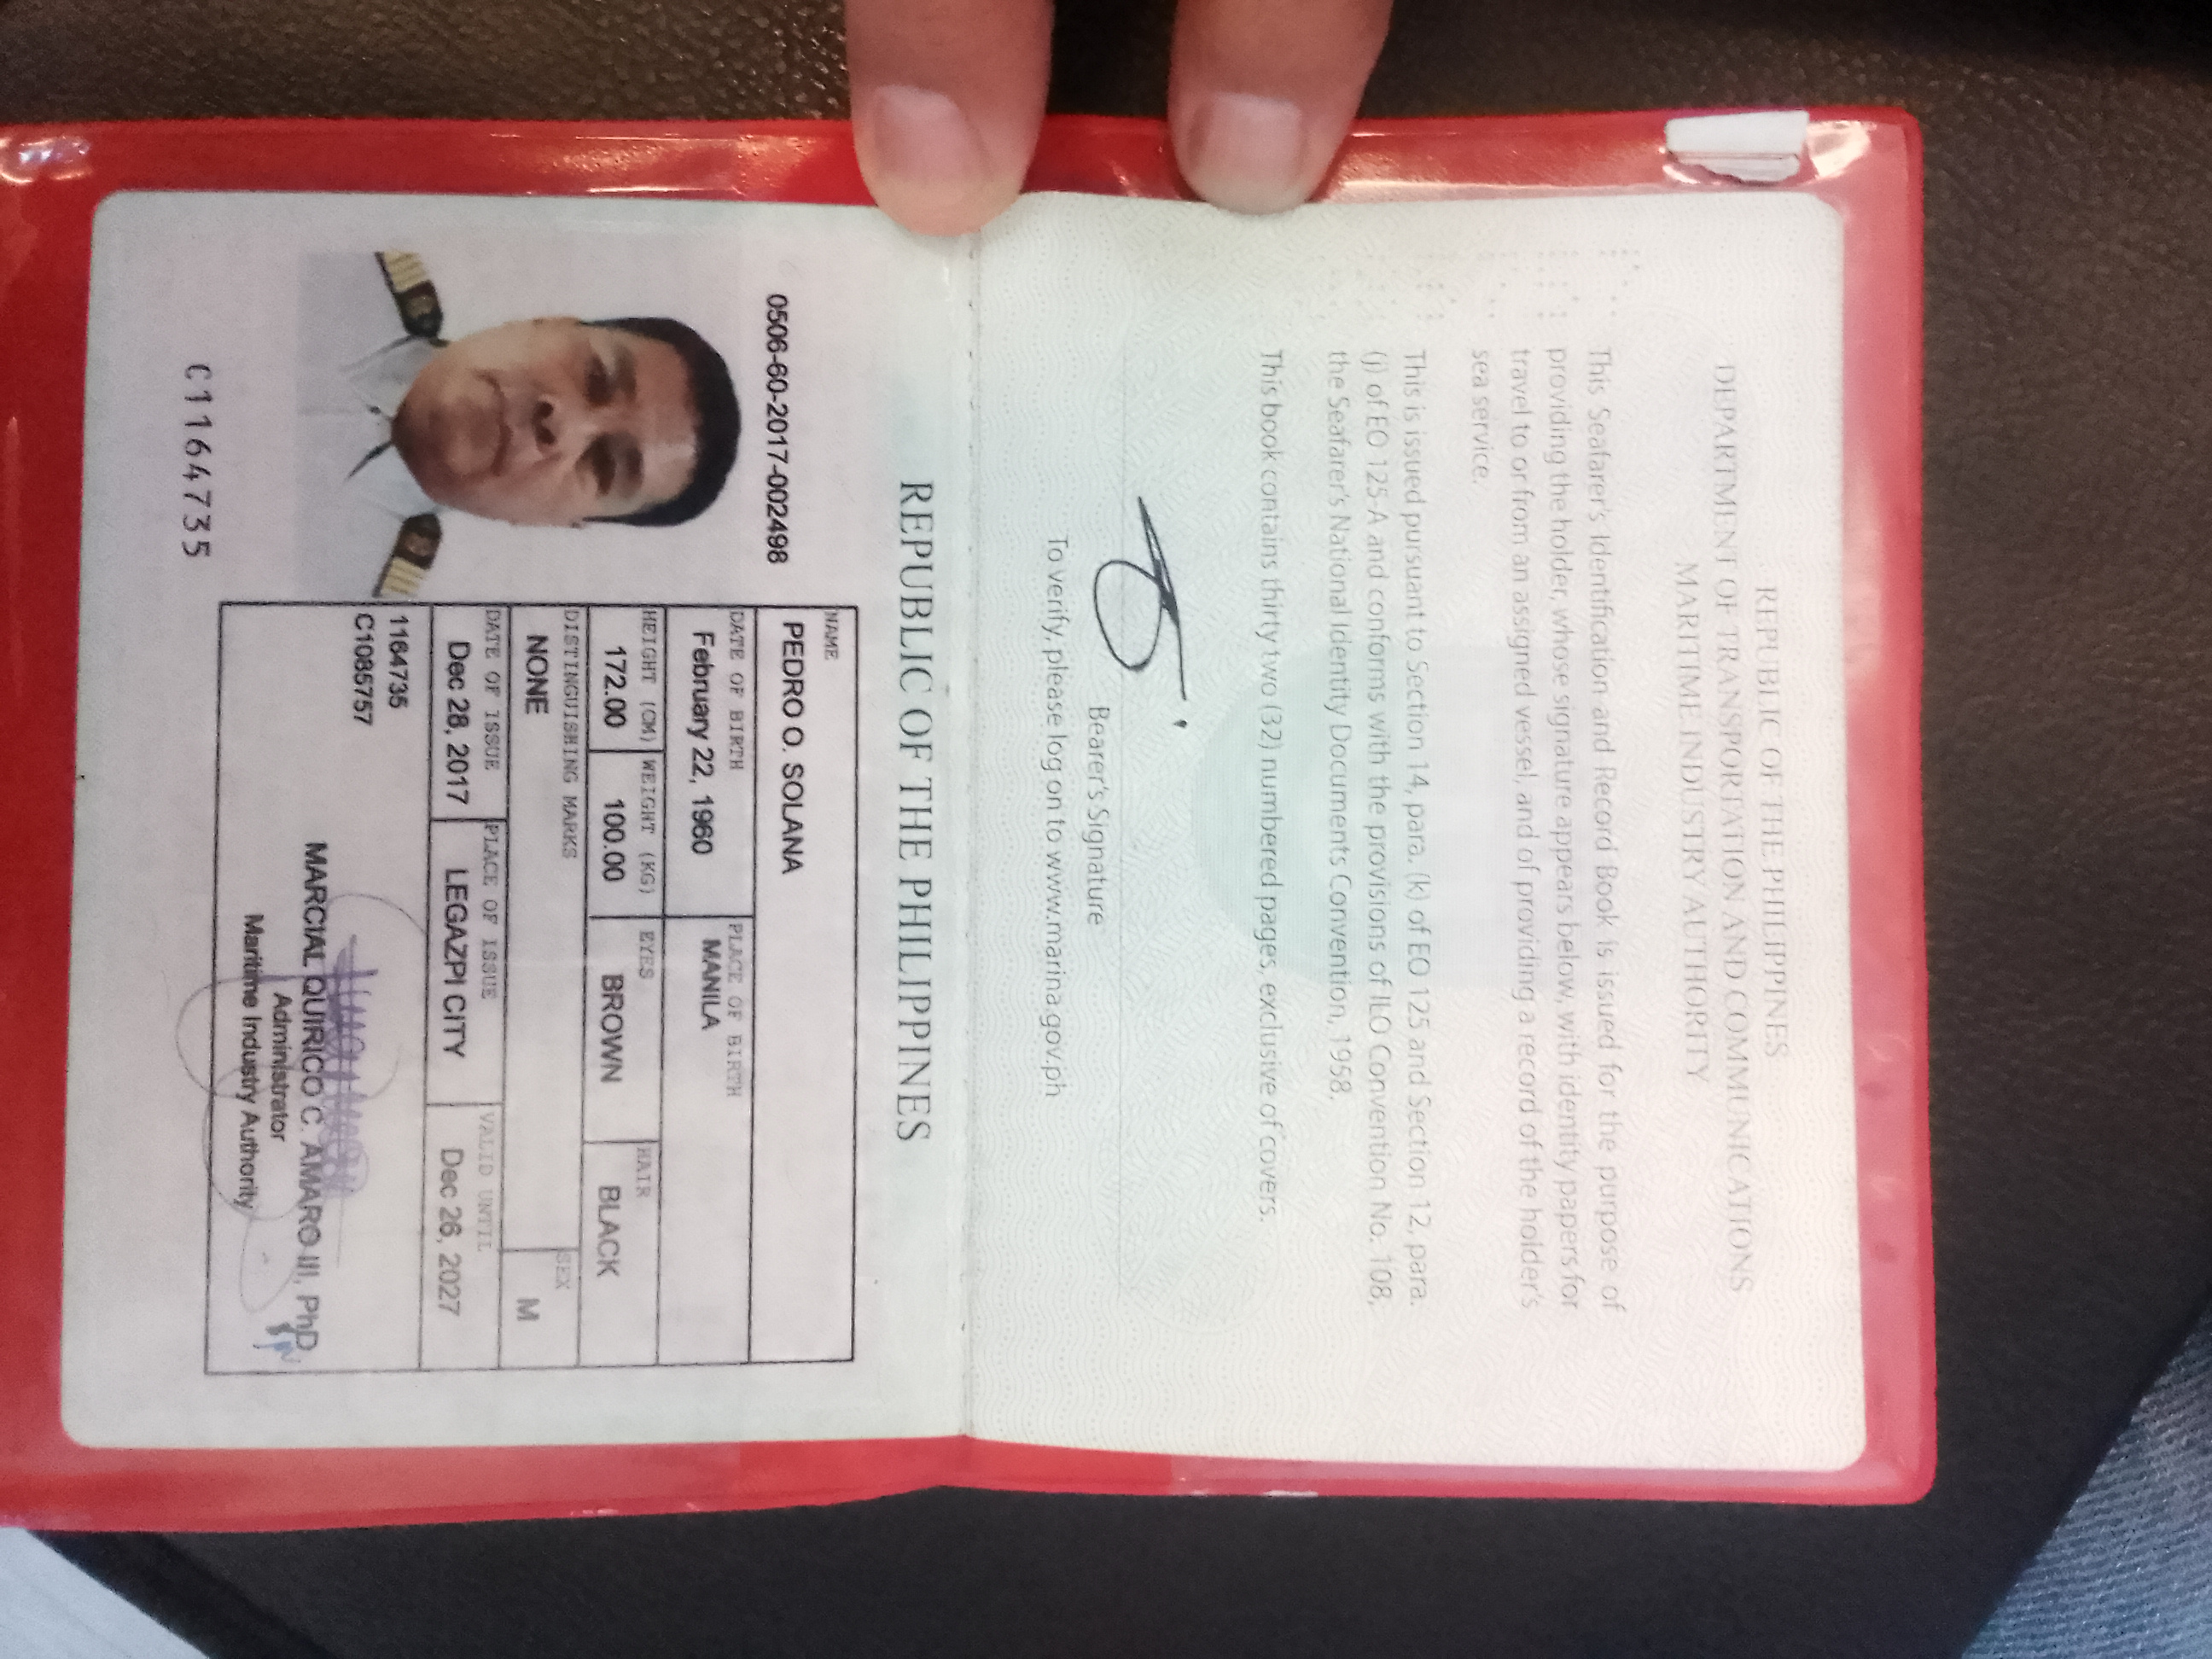 REPUBLIC OF THE PHILIPPINES
DEPARTMENT OF TRANSPORTATION AND COMMUNICATIONS
MARITIME INDUSTRY AUTHORITY
This Seafarer's Identification and Record Book is issued for the purpose of
providing the holder, whose signature appears below, with identity papers for
travel to or from an assigned vessel, and of providing a record of the holder's
sea service.
This is issued pursuant to Section 14, para. (k) of EO 125 and Section 12, para.
(j) of EO 125-A and conforms with the provisions of ILO Convention No. 108,
the Seafarer's National Identity Documents Convention, 1958.
This book contains thirty two (32) numbered pages, exclusive of covers.
Bearer's Signature
To verify, please log on to www.marina.gov.ph
REPUBLIC OF THE PHILIPPINES
0506-60-2017-002498
NAME
PEDRO O. SOLANA
DATE OF BIRTH PLACE OF BIRTH
February 22, 1960 MANILA
HEIGHT (CM) WEIGHT (KG) EYES HAIR
172.00 100.00 BROWN BLACK
DISTINGUISHING MARKS SEX
NONE M
DATE OF ISSUE PLACE OF ISSUE VALID UNTIL
Dec 28, 2017 LEGAZPI CITY Dec 26, 2027
1164735
C1085757
MARCIAL QUIRICO C. AMARO III, PhD
Administrator
Maritime Industry Authority
C1164735